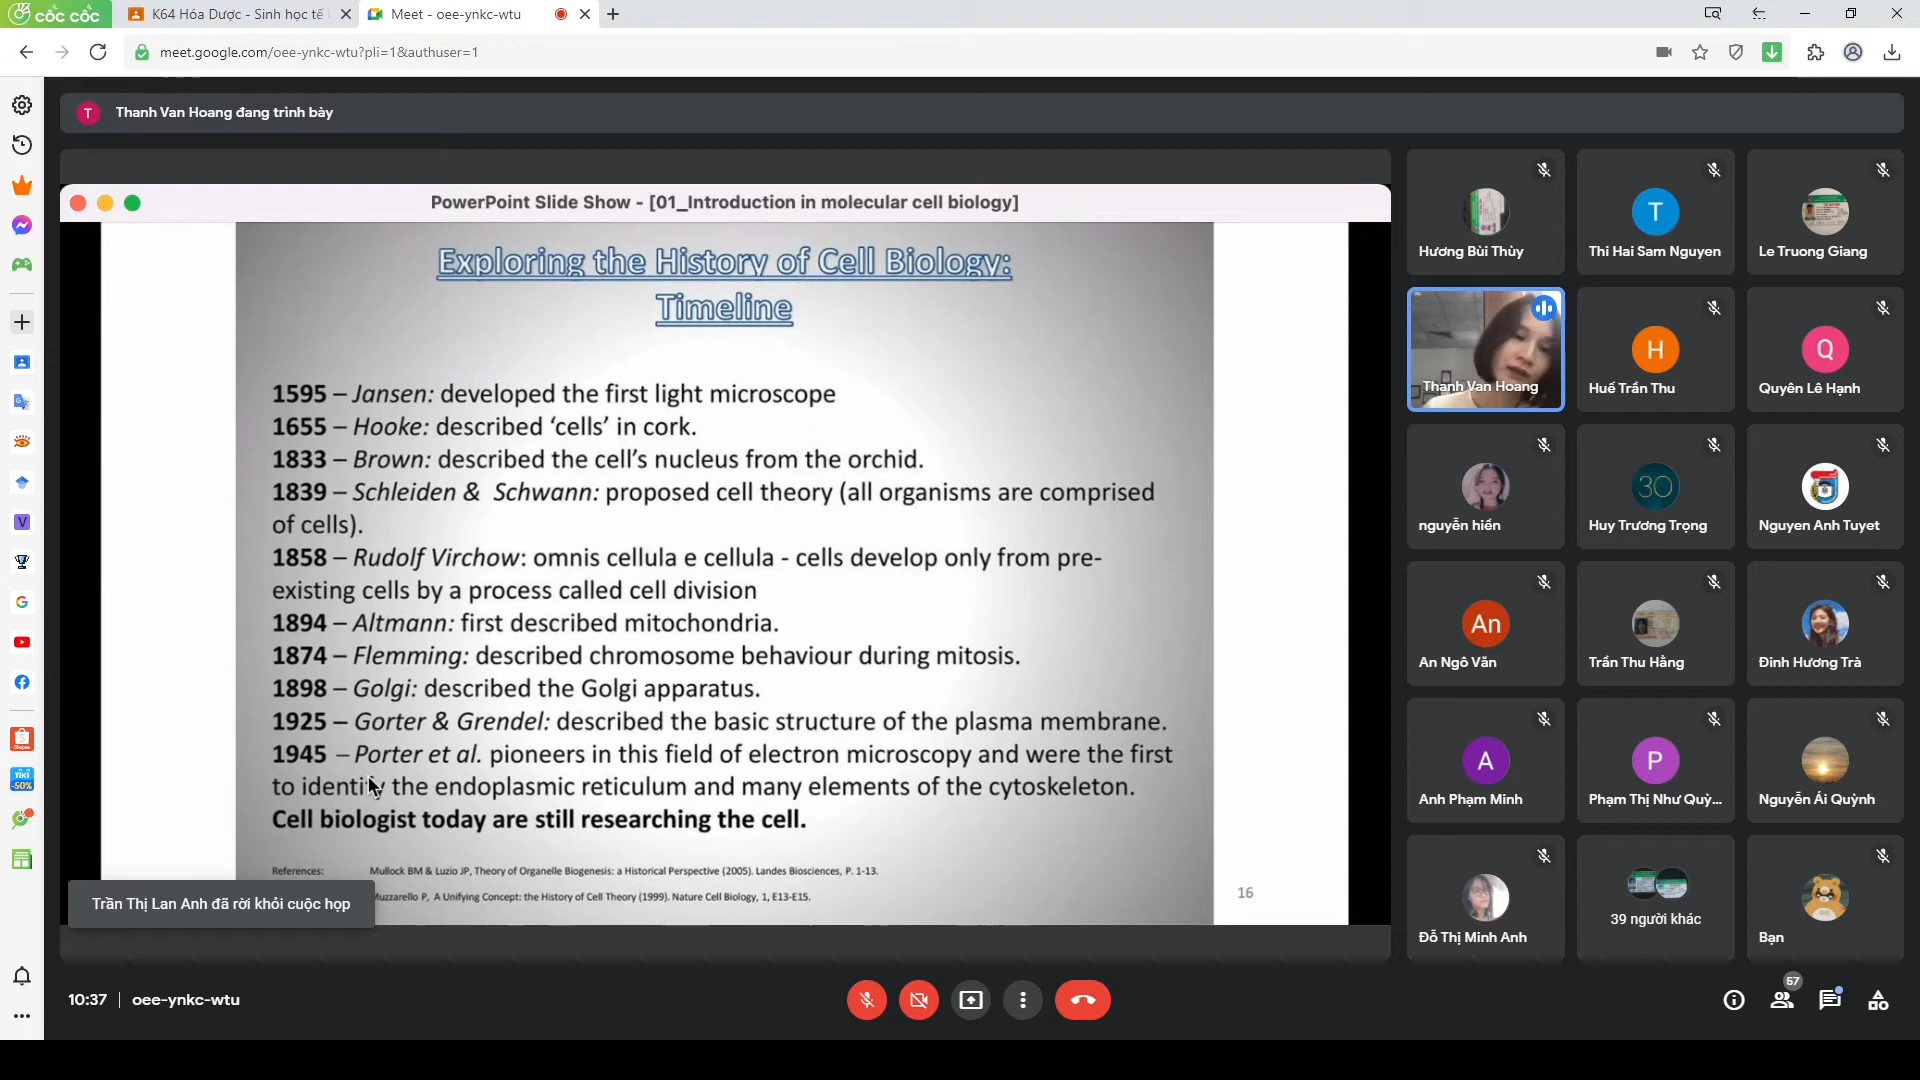 cốc cốc
K64 Hóa Dược - Sinh học tế
Meet - oee-ynkc-wtu
meet.google.com/oee-ynkc-wtu?pli=1&authuser=1
T
Thanh Van Hoang đang trình bày
PowerPoint Slide Show - [01_Introduction in molecular cell biology]
Exploring the History of Cell Biology:
Timeline
1595 – Jansen: developed the first light microscope
1655 – Hooke: described ‘cells’ in cork.
1833 – Brown: described the cell’s nucleus from the orchid.
1839 – Schleiden & Schwann: proposed cell theory (all organisms are comprised
of cells).
1858 – Rudolf Virchow: omnis cellula e cellula - cells develop only from pre-
existing cells by a process called cell division
1894 – Altmann: first described mitochondria.
1874 – Flemming: described chromosome behaviour during mitosis.
1898 – Golgi: described the Golgi apparatus.
1925 – Gorter & Grendel: described the basic structure of the plasma membrane.
1945 – Porter et al. pioneers in this field of electron microscopy and were the first
to identify the endoplasmic reticulum and many elements of the cytoskeleton.
Cell biologist today are still researching the cell.
References: Mullock BM & Luzio JP, Theory of Organelle Biogenesis: a Historical Perspective (2005). Landes Biosciences, P. 1-13.
Muzzarello P, A Unifying Concept: the History of Cell Theory (1999). Nature Cell Biology, 1, E13-E15.
16
Trần Thị Lan Anh đã rời khỏi cuộc họp
Hương Bùi Thùy
T
Thi Hai Sam Nguyen
Le Truong Giang
Thanh Van Hoang
H
Huế Trần Thu
Q
Quyên Lê Hạnh
nguyễn hiền
30
Huy Trương Trọng
Nguyen Anh Tuyet
An
An Ngô Văn
Trần Thu Hằng
Đinh Hương Trà
A
Anh Phạm Minh
P
Phạm Thị Như Quỳ...
Nguyễn Ái Quỳnh
Đỗ Thị Minh Anh
39 người khác
Bạn
V
G
Shopee
TIKI
-50%
10:37 | oee-ynkc-wtu
57